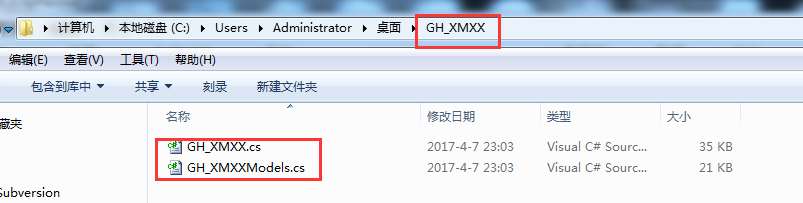 计算机 本地磁盘 (C:) Users Administrator 桌面 GH_XMXX
编辑(E) 查看(V) 工具(T) 帮助(H)
包含到库中 共享 刻录 新建文件夹
名称 修改日期 类型 大小
藏夹
GH_XMXX.cs 2017-4-7 23:03 Visual C# Sourc... 35 KB
GH_XMXXModels.cs 2017-4-7 23:03 Visual C# Sourc... 21 KB
Subversion